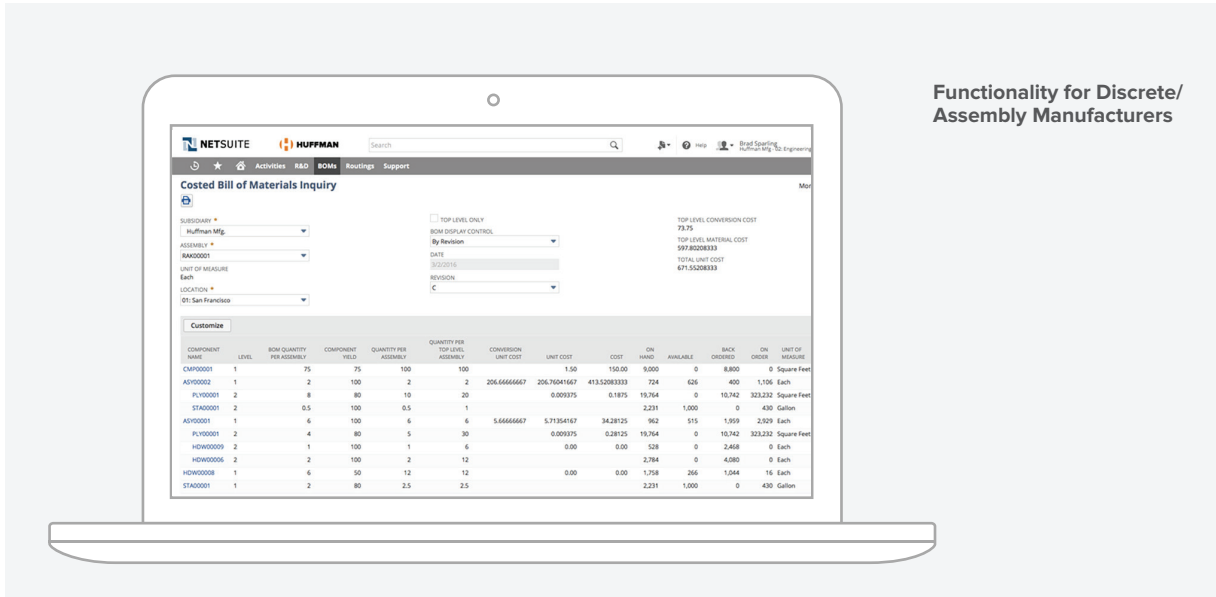 Functionality for Discrete/
Assembly Manufacturers
NETSUITE
HUFFMAN
Search
Help
Brad Sparling
Huffman Mfg - 02. Engineering
Activities R&D BOMs Routings Support
Costed Bill of Materials Inquiry
Mor
SUBSIDIARY *
Huffman Mfg.
ASSEMBLY *
RAK00001
UNIT OF MEASURE
Each
LOCATION *
01: San Francisco
TOP LEVEL ONLY
BOM DISPLAY CONTROL
By Revision
DATE
3/2/2016
REVISION
C
TOP LEVEL CONVERSION COST
73.75
TOP LEVEL MATERIAL COST
597.80208333
TOTAL UNIT COST
671.55208333
Customize
COMPONENT NAME LEVEL BOM QUANTITY PER ASSEMBLY COMPONENT YIELD QUANTITY PER ASSEMBLY QUANTITY PER TOP LEVEL ASSEMBLY CONVERSION UNIT COST UNIT COST COST ON HAND AVAILABLE BACK ORDERED ON ORDER UNIT OF MEASURE
CMP00001 1 75 75 100 100 1.50 150.00 9,000 0 8,800 0 Square Feet
ASY00002 1 2 100 2 2 206.66666667 206.76041667 413.52083333 724 626 400 1,106 Each
PLY00001 2 8 80 10 20 0.009375 0.1875 19,764 0 10,742 323,232 Square Feet
STA00001 2 0.5 100 0.5 1 2,231 1,000 0 430 Gallon
ASY00001 1 6 100 6 6 5.66666667 5.71354167 34.28125 962 515 1,959 2,929 Each
PLY00001 2 4 80 5 30 0.009375 0.28125 19,764 0 10,742 323,232 Square Feet
HDW00009 2 1 100 1 6 0.00 0.00 528 0 2,468 0 Each
HDW00006 2 2 100 2 12 2,784 0 4,080 0 Each
HDW00008 1 6 50 12 12 0.00 0.00 1,758 266 1,044 16 Each
STA00001 1 2 80 2.5 2.5 2,231 1,000 0 430 Gallon